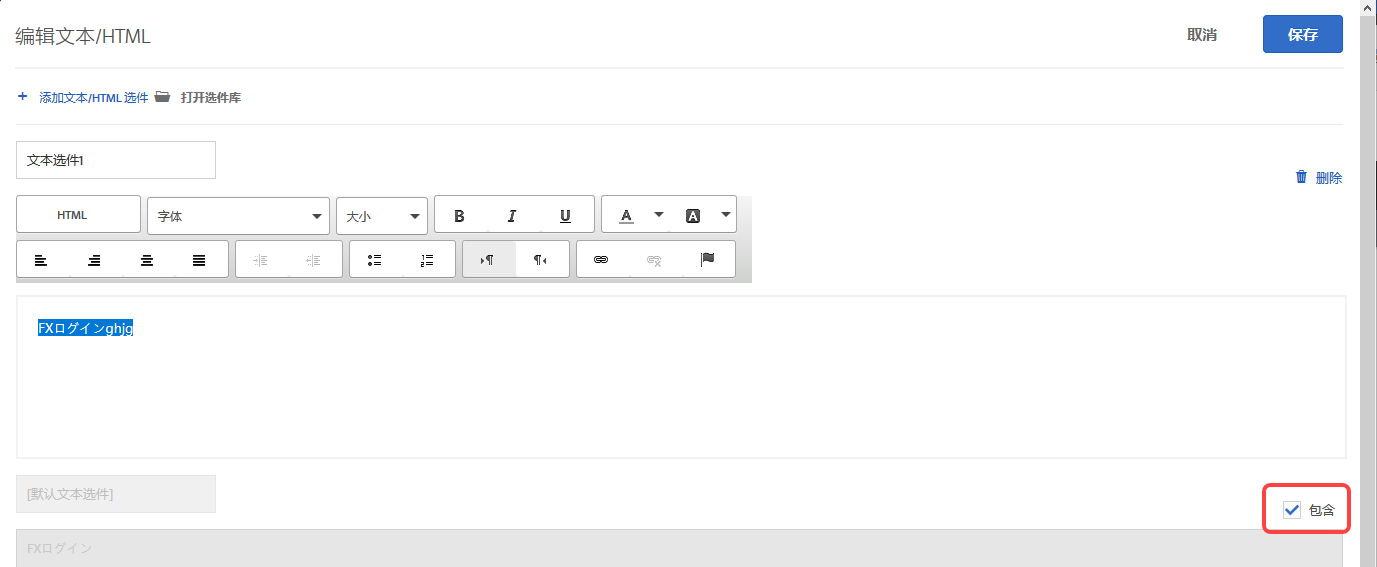 编辑文本/HTML
取消
保存
+ 添加文本/HTML 选件 打开选件库
文本选件1
删除
HTML 字体 大小 B I U A A
FXログインghjg
[默认文本选件]
包含
FXログイン